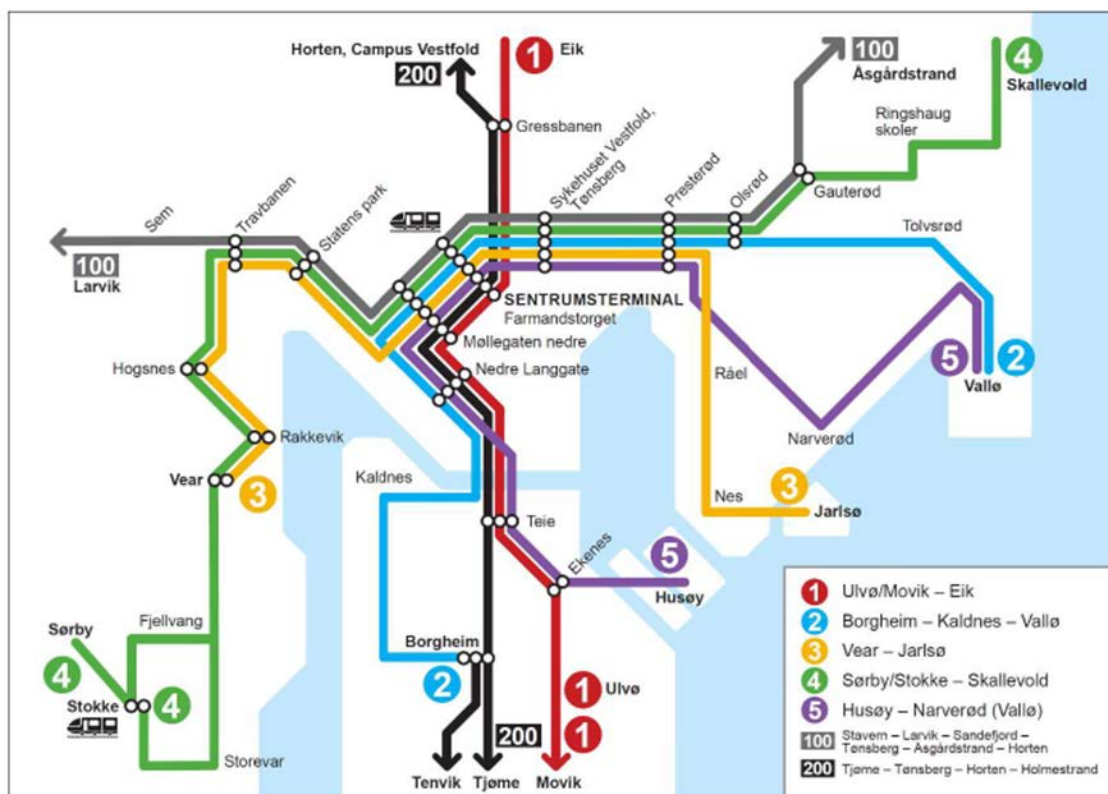 Horten, Campus Vestfold
200
1 Eik
100
Åsgårdstrand
4
Skallevold
Gressbanen
Ringshaug
skoler
Sykehuset Vestfold,
Tønsberg
Presterød
Olsrød
Gauterød
Sem
Travbanen
Statens park
Tolvsrød
100
Larvik
SENTRUMSTERMINAL
Farmandstorget
Møllegaten nedre
Nedre Langgate
Hogsnes
Råel
5 2
Vallø
Rakkevik
Narverød
Vear
3
Kaldnes
Nes
3
Jarlsø
Teie
Ekenes
5
Husøy
Fjellvang
Sørby
4
Stokke
4
Storevar
Borgheim
2
1 Ulvø
1
200
Tenvik
Tjøme
Movik
1 Ulvø/Movik – Eik
2 Borgheim – Kaldnes – Vallø
3 Vear – Jarlsø
4 Sørby/Stokke – Skallevold
5 Husøy – Narverød (Vallø)
100 Stavern – Larvik – Sandefjord –
Tønsberg – Åsgårdstrand – Horten
200 Tjøme – Tønsberg – Horten – Holmestrand